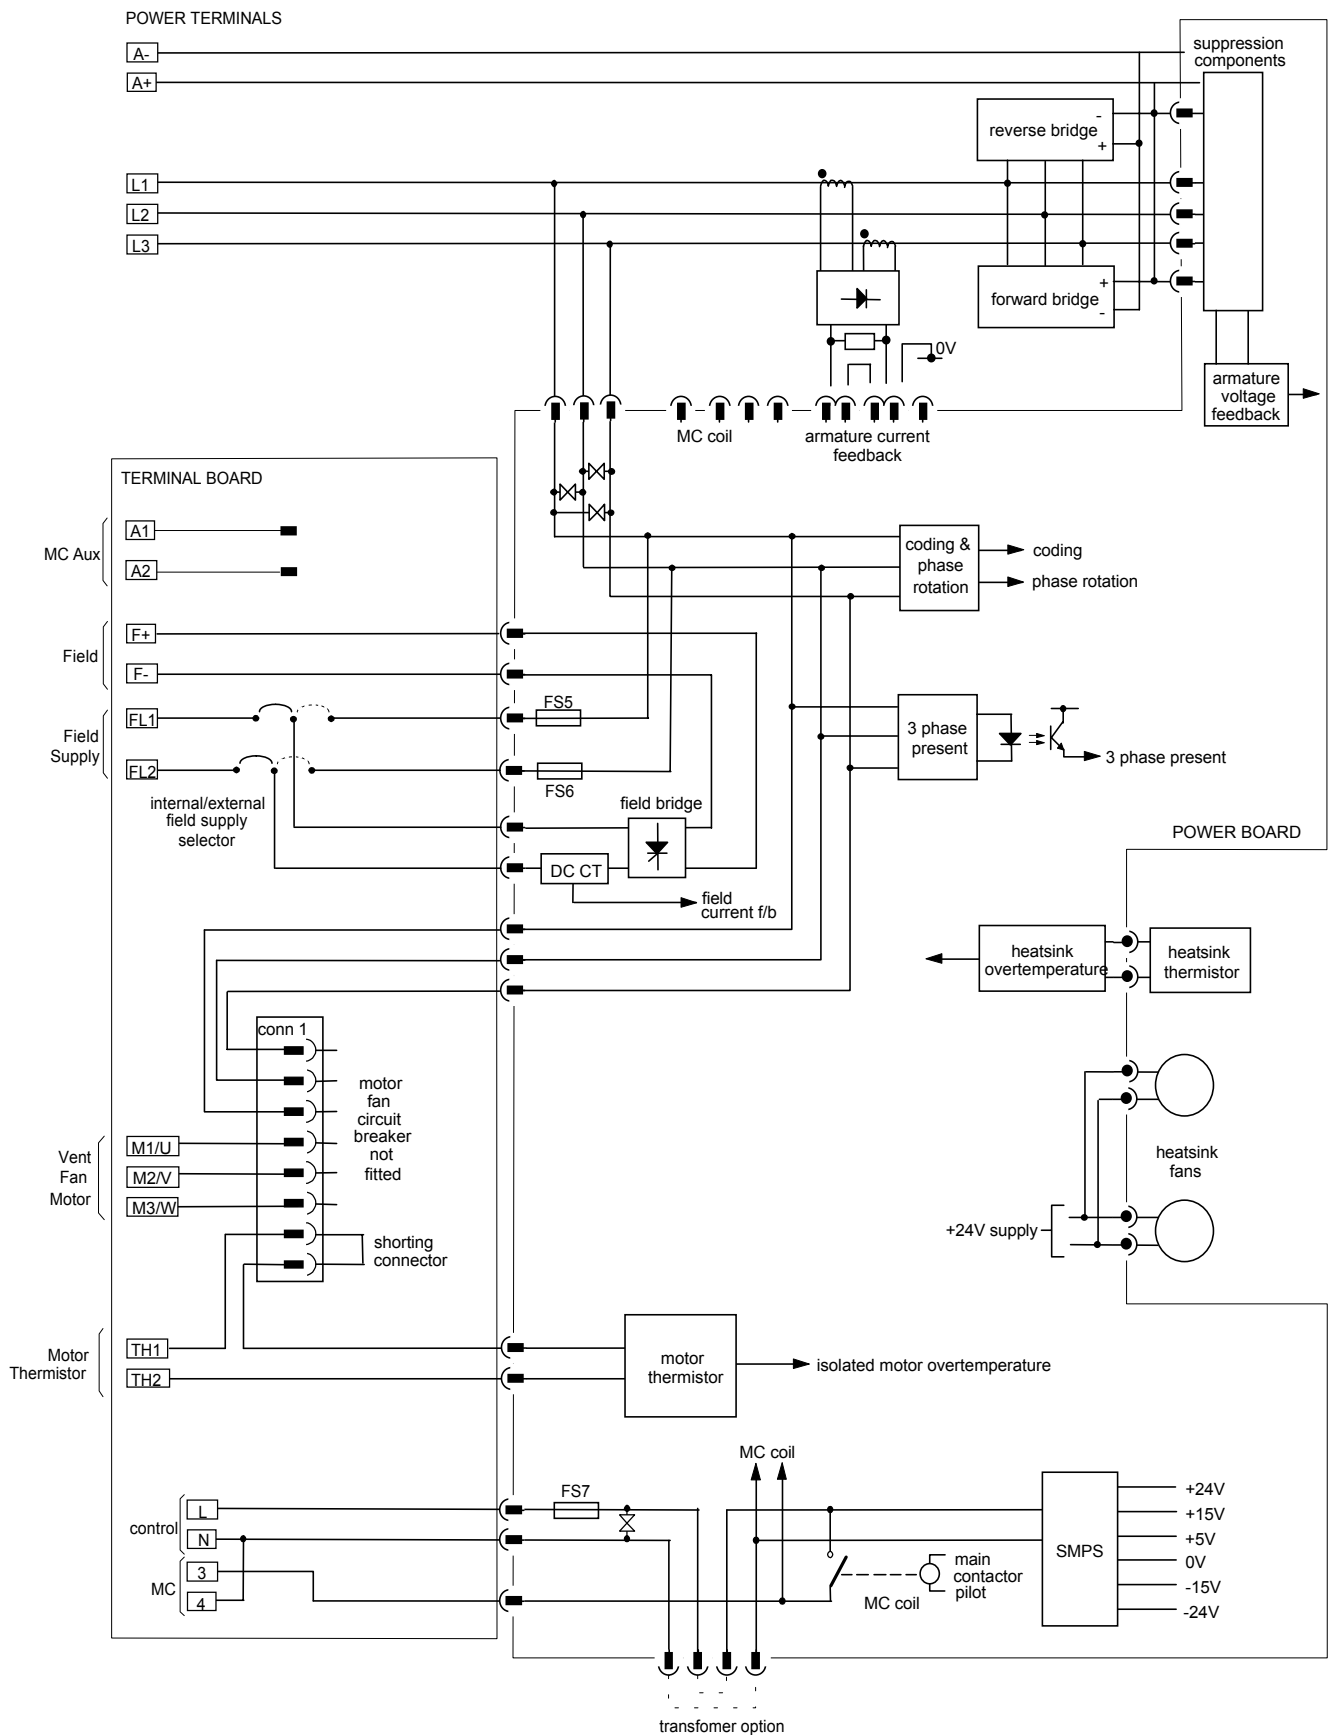 POWER TERMINALS
A-
A+
suppression
components
reverse bridge
-
+
L1
L2
L3
forward bridge
+
-
0V
armature
voltage
feedback
MC coil
armature current
feedback
TERMINAL BOARD
MC Aux
A1
A2
coding &
phase
rotation
coding
phase rotation
Field
F+
F-
Field
Supply
FL1
FL2
FS5
FS6
3 phase
present
3 phase present
internal/external
field supply
selector
field bridge
DC CT
field
current f/b
POWER BOARD
heatsink
overtemperature
heatsink
thermistor
conn 1
motor
fan
circuit
breaker
not
fitted
Vent
Fan
Motor
M1/U
M2/V
M3/W
heatsink
fans
+24V supply
shorting
connector
Motor
Thermistor
TH1
TH2
motor
thermistor
isolated motor overtemperature
MC coil
control
L
N
MC
3
4
FS7
main
contactor
pilot
MC coil
SMPS
+24V
+15V
+5V
0V
-15V
-24V
transfomer option